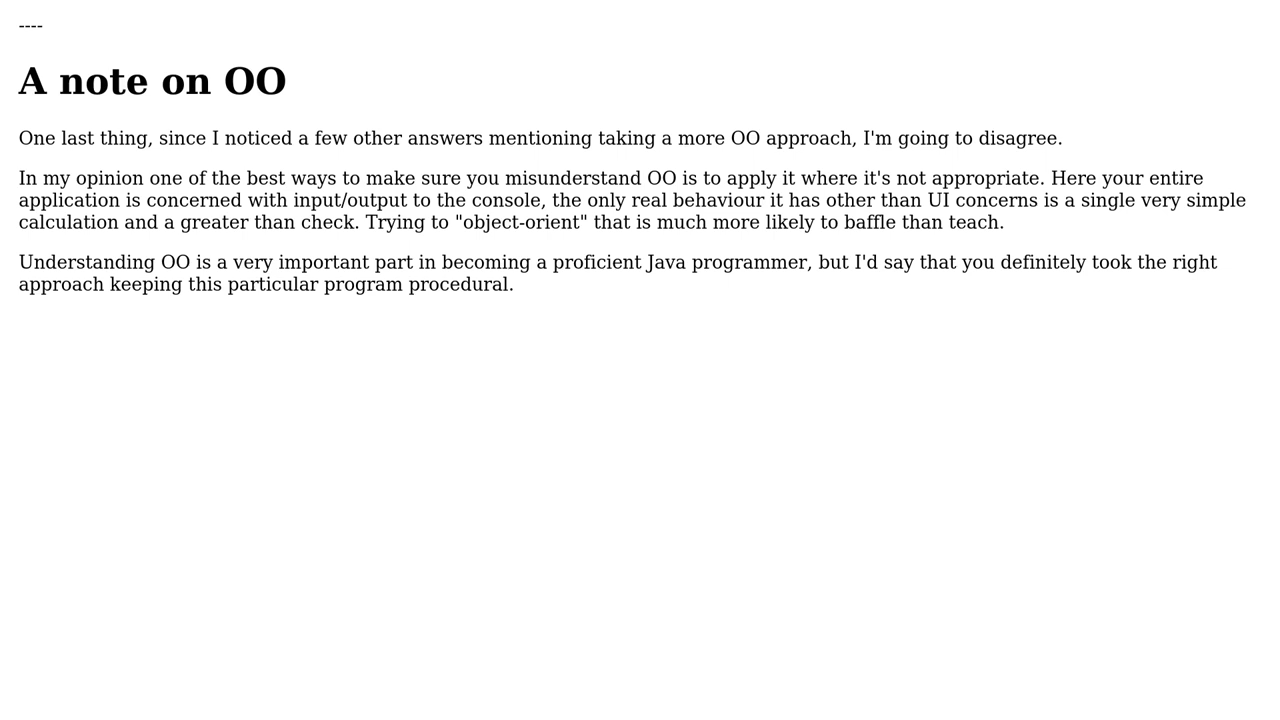 ----
A note on OO
One last thing, since I noticed a few other answers mentioning taking a more OO approach, I'm going to disagree.
In my opinion one of the best ways to make sure you misunderstand OO is to apply it where it's not appropriate. Here your entire
application is concerned with input/output to the console, the only real behaviour it has other than UI concerns is a single very simple
calculation and a greater than check. Trying to "object-orient" that is much more likely to baffle than teach.
Understanding OO is a very important part in becoming a proficient Java programmer, but I'd say that you definitely took the right
approach keeping this particular program procedural.